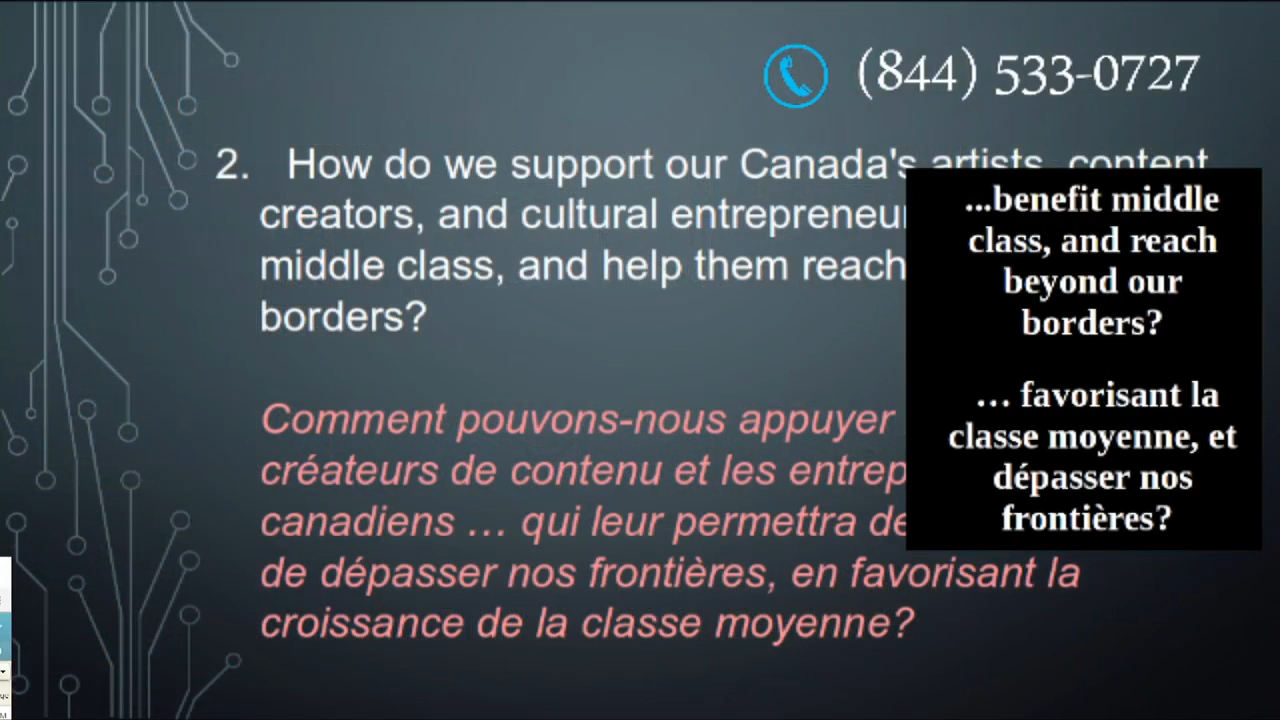 (844) 533-0727
2. How do we support our Canada's artists, content
creators, and cultural
middle class, and help them reach
borders?
Comment pouvons-nous appuyer
créateurs de contenu et les
canadiens … qui leur permettra
de dépasser nos frontières, en favorisant la
croissance de la classe moyenne?
...benefit middle
class, and reach
beyond our
borders?
… favorisant la
classe moyenne, et
dépasser nos
frontières?